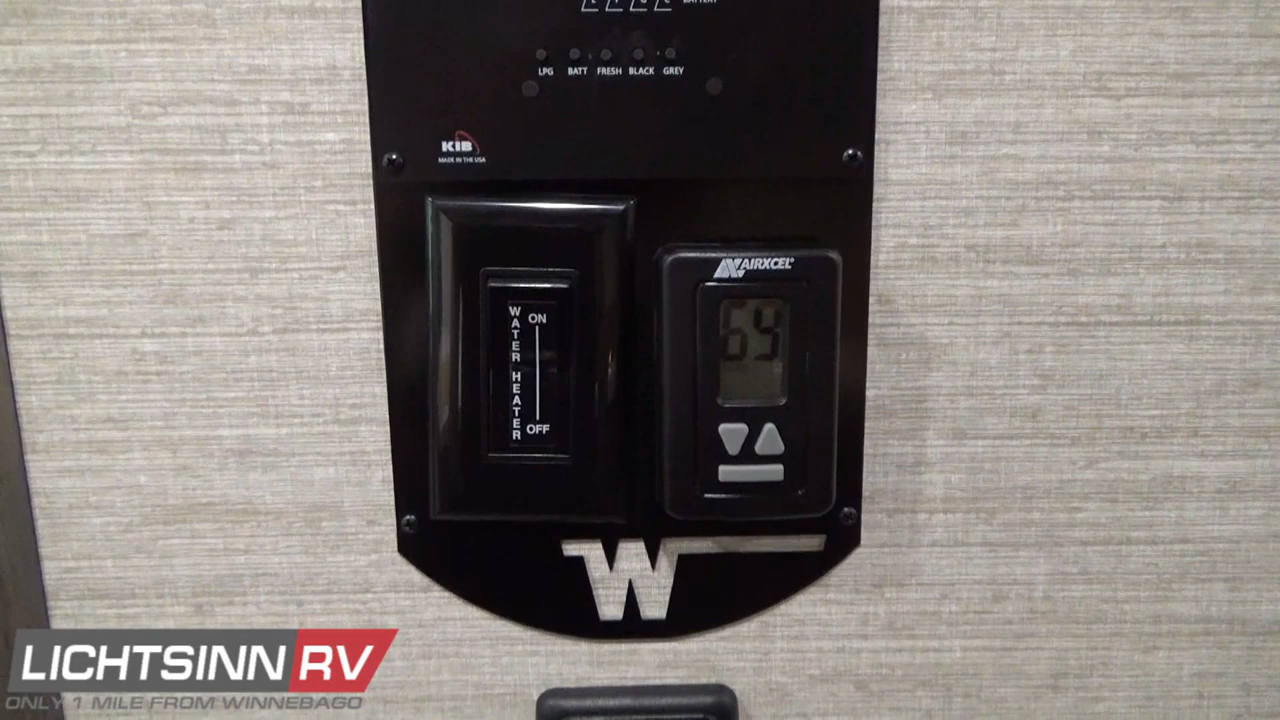 BATTERY
LPG BATT FRESH BLACK GREY
KIB
MADE IN THE USA
AIRXCEL®
WATER HEATER
ON
OFF
69
W
LICHTSINN RV
ONLY 1 MILE FROM WINNEBAGO